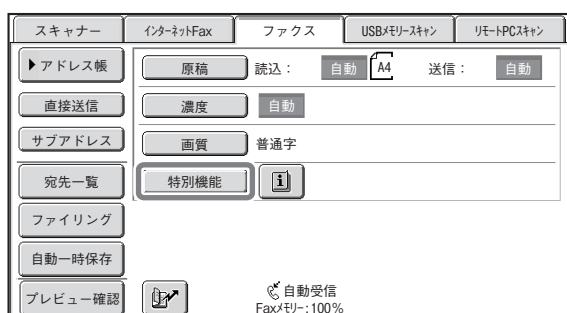 スキャナー インターネットFax ファクス USBメモリースキャン リモートPCスキャン
アドレス帳 原稿 読込： 自動 A4 送信： 自動
直接送信 濃度 自動
サブアドレス 画質 普通字
宛先一覧 特別機能
ファイリング
自動一時保存
プレビュー確認 自動受信
Faxメモリー:100%